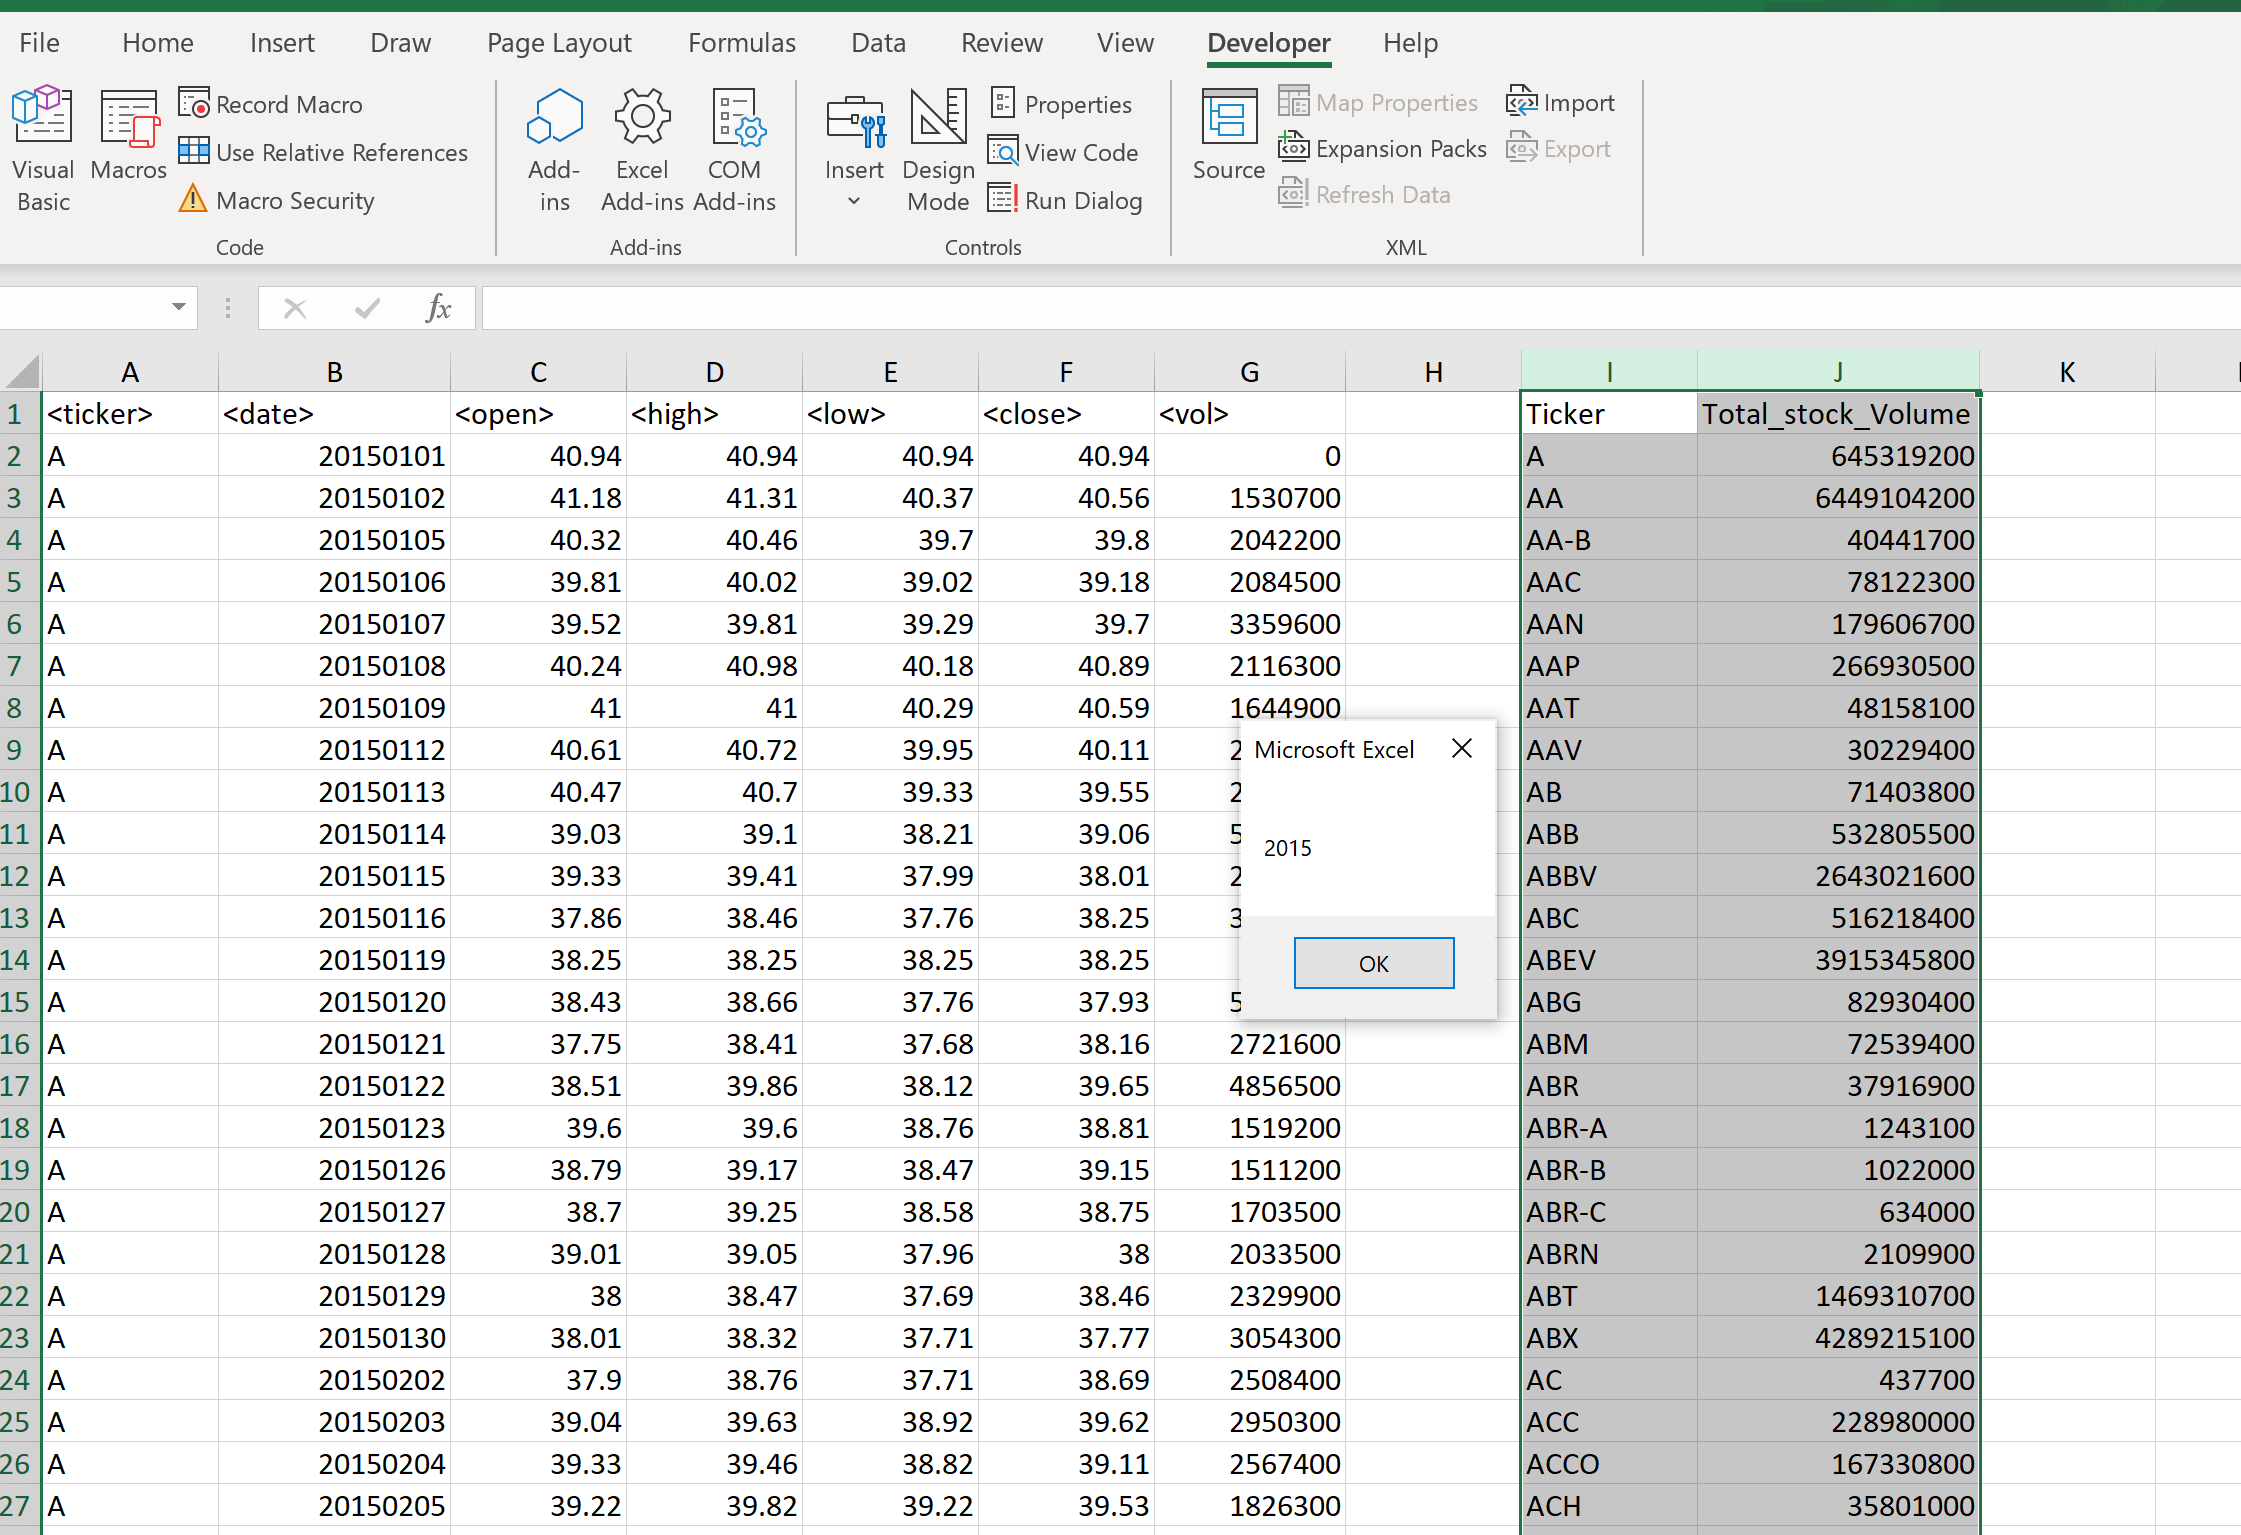 File Home Insert Draw Page Layout Formulas Data Review View Developer Help
Visual Basic Macros Record Macro Use Relative References Macro Security
Add-ins Excel Add-ins COM Add-ins
Insert Design Mode Properties View Code Run Dialog
Source Map Properties Expansion Packs Refresh Data Import Export
Code Add-ins Controls XML
fx
A B C D E F G H I J K
1 <ticker> <date> <open> <high> <low> <close> <vol> Ticker Total_stock_Volume
2 A 20150101 40.94 40.94 40.94 40.94 0 A 645319200
3 A 20150102 41.18 41.31 40.37 40.56 1530700 AA 6449104200
4 A 20150105 40.32 40.46 39.7 39.8 2042200 AA-B 40441700
5 A 20150106 39.81 40.02 39.02 39.18 2084500 AAC 78122300
6 A 20150107 39.52 39.81 39.29 39.7 3359600 AAN 179606700
7 A 20150108 40.24 40.98 40.18 40.89 2116300 AAP 266930500
8 A 20150109 41 41 40.29 40.59 1644900 AAT 48158100
9 A 20150112 40.61 40.72 39.95 40.11 2 AAV 30229400
10 A 20150113 40.47 40.7 39.33 39.55 2 AB 71403800
11 A 20150114 39.03 39.1 38.21 39.06 5 ABB 532805500
12 A 20150115 39.33 39.41 37.99 38.01 2 ABBV 2643021600
13 A 20150116 37.86 38.46 37.76 38.25 3 ABC 516218400
14 A 20150119 38.25 38.25 38.25 38.25 ABEV 3915345800
15 A 20150120 38.43 38.66 37.76 37.93 5 ABG 82930400
16 A 20150121 37.75 38.41 37.68 38.16 2721600 ABM 72539400
17 A 20150122 38.51 39.86 38.12 39.65 4856500 ABR 37916900
18 A 20150123 39.6 39.6 38.76 38.81 1519200 ABR-A 1243100
19 A 20150126 38.79 39.17 38.47 39.15 1511200 ABR-B 1022000
20 A 20150127 38.7 39.25 38.58 38.75 1703500 ABR-C 634000
21 A 20150128 39.01 39.05 37.96 38 2033500 ABRN 2109900
22 A 20150129 38 38.47 37.69 38.46 2329900 ABT 1469310700
23 A 20150130 38.01 38.32 37.71 37.77 3054300 ABX 4289215100
24 A 20150202 37.9 38.76 37.71 38.69 2508400 AC 437700
25 A 20150203 39.04 39.63 38.92 39.62 2950300 ACC 228980000
26 A 20150204 39.33 39.46 38.82 39.11 2567400 ACCO 167330800
27 A 20150205 39.22 39.82 39.22 39.53 1826300 ACH 35801000
Microsoft Excel
2015
OK